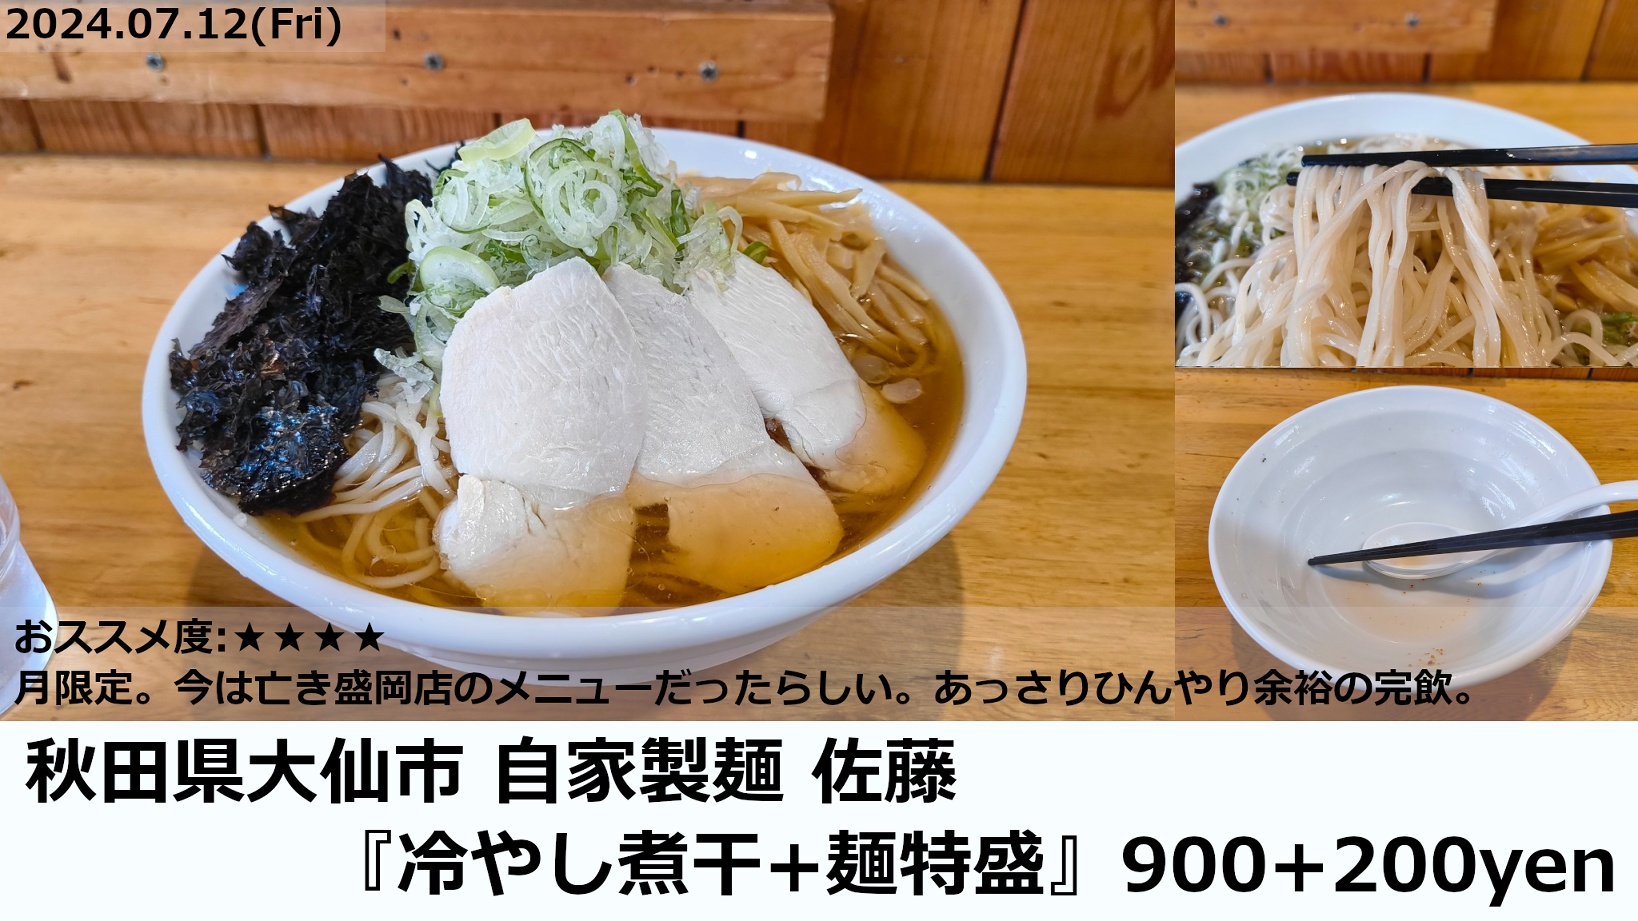 2024.07.12(Fri)
おススメ度:★★★★
月限定。今は亡き盛岡店のメニューだったらしい。あっさりひんやり余裕の完飲。
秋田県大仙市 自家製麺 佐藤
『冷やし煮干+麺特盛』900+200yen